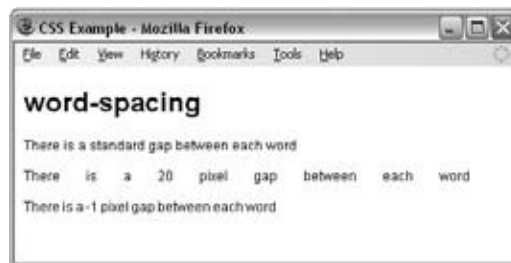 CSS Example - Mozilla Firefox
File Edit View History Bookmarks Tools Help
word-spacing
There is a standard gap between each word
There is a 20 pixel gap between each word
There is a -1 pixel gap between each word